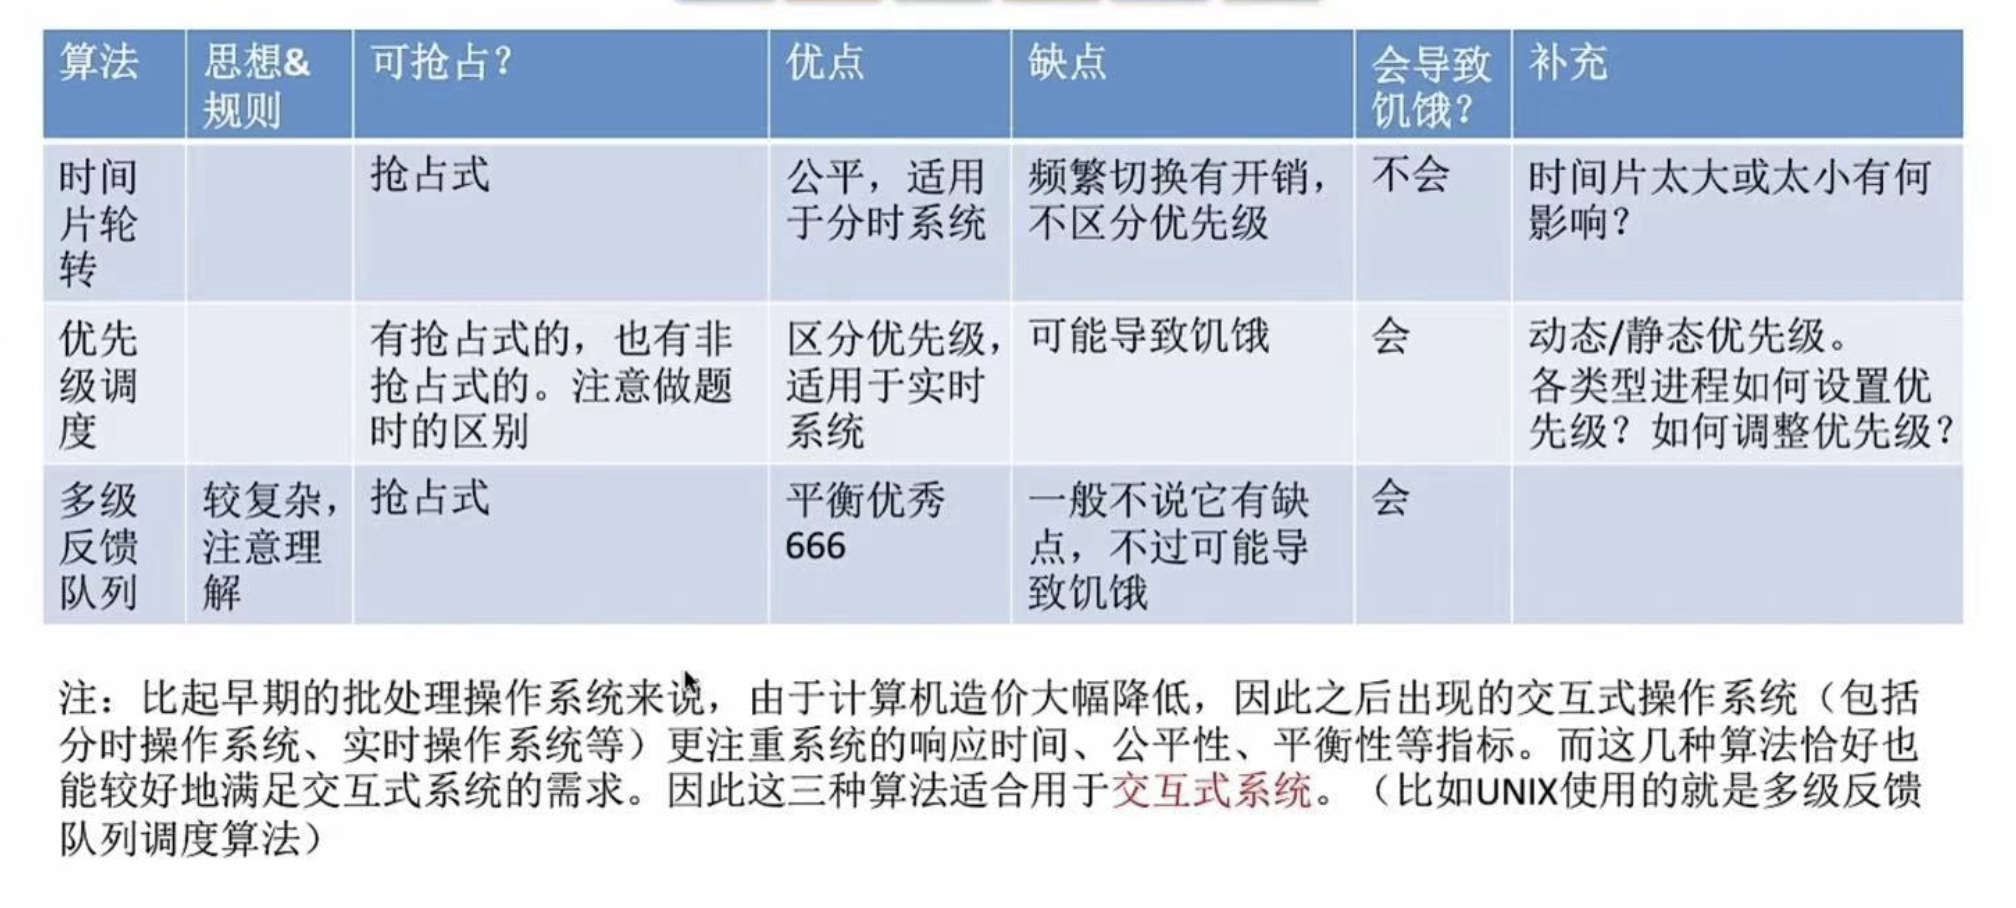 算法 思想& 可抢占？ 优点 缺点 会导致 补充
规则 饥饿？
时间 抢占式 公平，适用 频繁切换有开销， 不会 时间片太大或太小有何
片轮 于分时系统 不区分优先级 影响？
转
优先 有抢占式的，也有非 区分优先级， 可能导致饥饿 会 动态/静态优先级。
级调 抢占式的。注意做题 适用于实时 各类型进程如何设置优
度 时的区别 系统 先级？如何调整优先级？
多级 较复杂， 抢占式 平衡优秀 一般不说它有缺 会
反馈 注意理 666 点，不过可能导
队列 解 致饥饿
注：比起早期的批处理操作系统来说，由于计算机造价大幅降低，因此之后出现的交互式操作系统（包括
分时操作系统、实时操作系统等）更注重系统的响应时间、公平性、平衡性等指标。而这几种算法恰好也
能较好地满足交互式系统的需求。因此这三种算法适合用于交互式系统。（比如UNIX使用的就是多级反馈
队列调度算法）